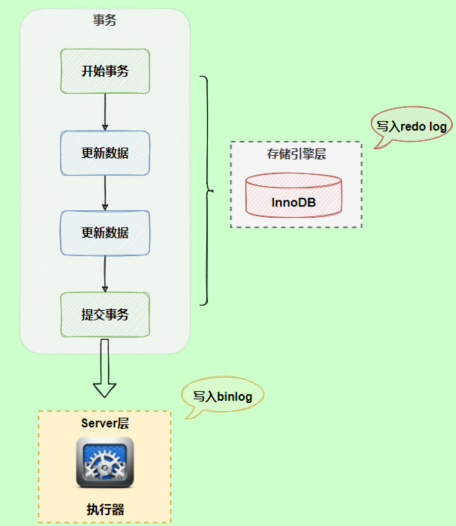 事务
开始事务
更新数据
更新数据
提交事务
写入redo log
存储引擎层
InnoDB
写入binlog
Server层
执行器